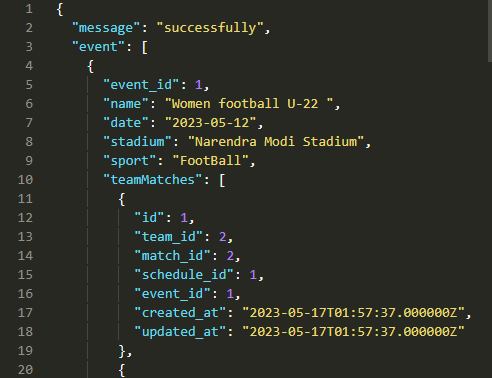 1 {
2 "message": "successfully",
3 "event": [
4 {
5 "event_id": 1,
6 "name": "Women football U-22 ",
7 "date": "2023-05-12",
8 "stadium": "Narendra Modi Stadium",
9 "sport": "FootBall",
10 "teamMatches": [
11 {
12 "id": 1,
13 "team_id": 2,
14 "match_id": 2,
15 "schedule_id": 1,
16 "event_id": 1,
17 "created_at": "2023-05-17T01:57:37.000000Z",
18 "updated_at": "2023-05-17T01:57:37.000000Z"
19 },
20 {